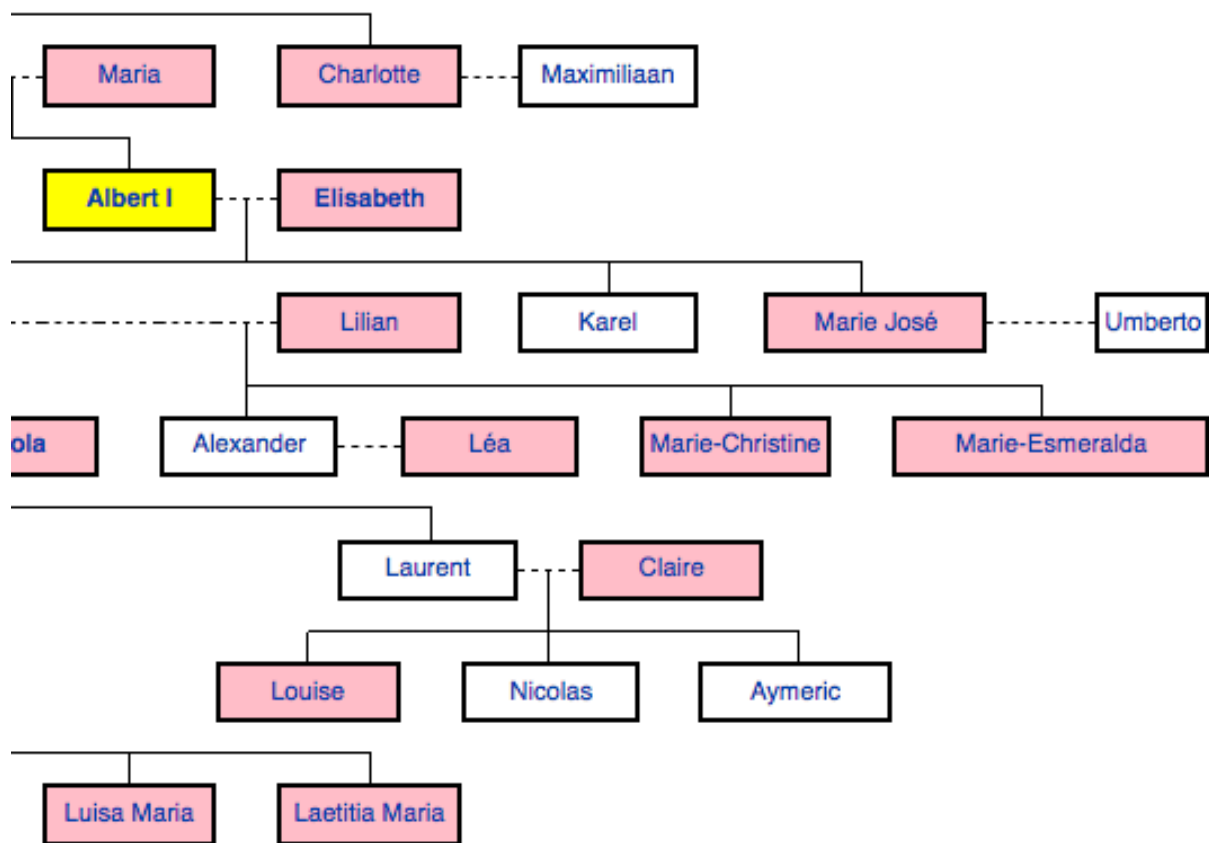 Maria Charlotte Maximiliaan
Albert I Elisabeth
Lilian Karel Marie José Umberto
ola Alexander Léa Marie-Christine Marie-Esmeralda
Laurent Claire
Louise Nicolas Aymeric
Luisa Maria Laetitia Maria